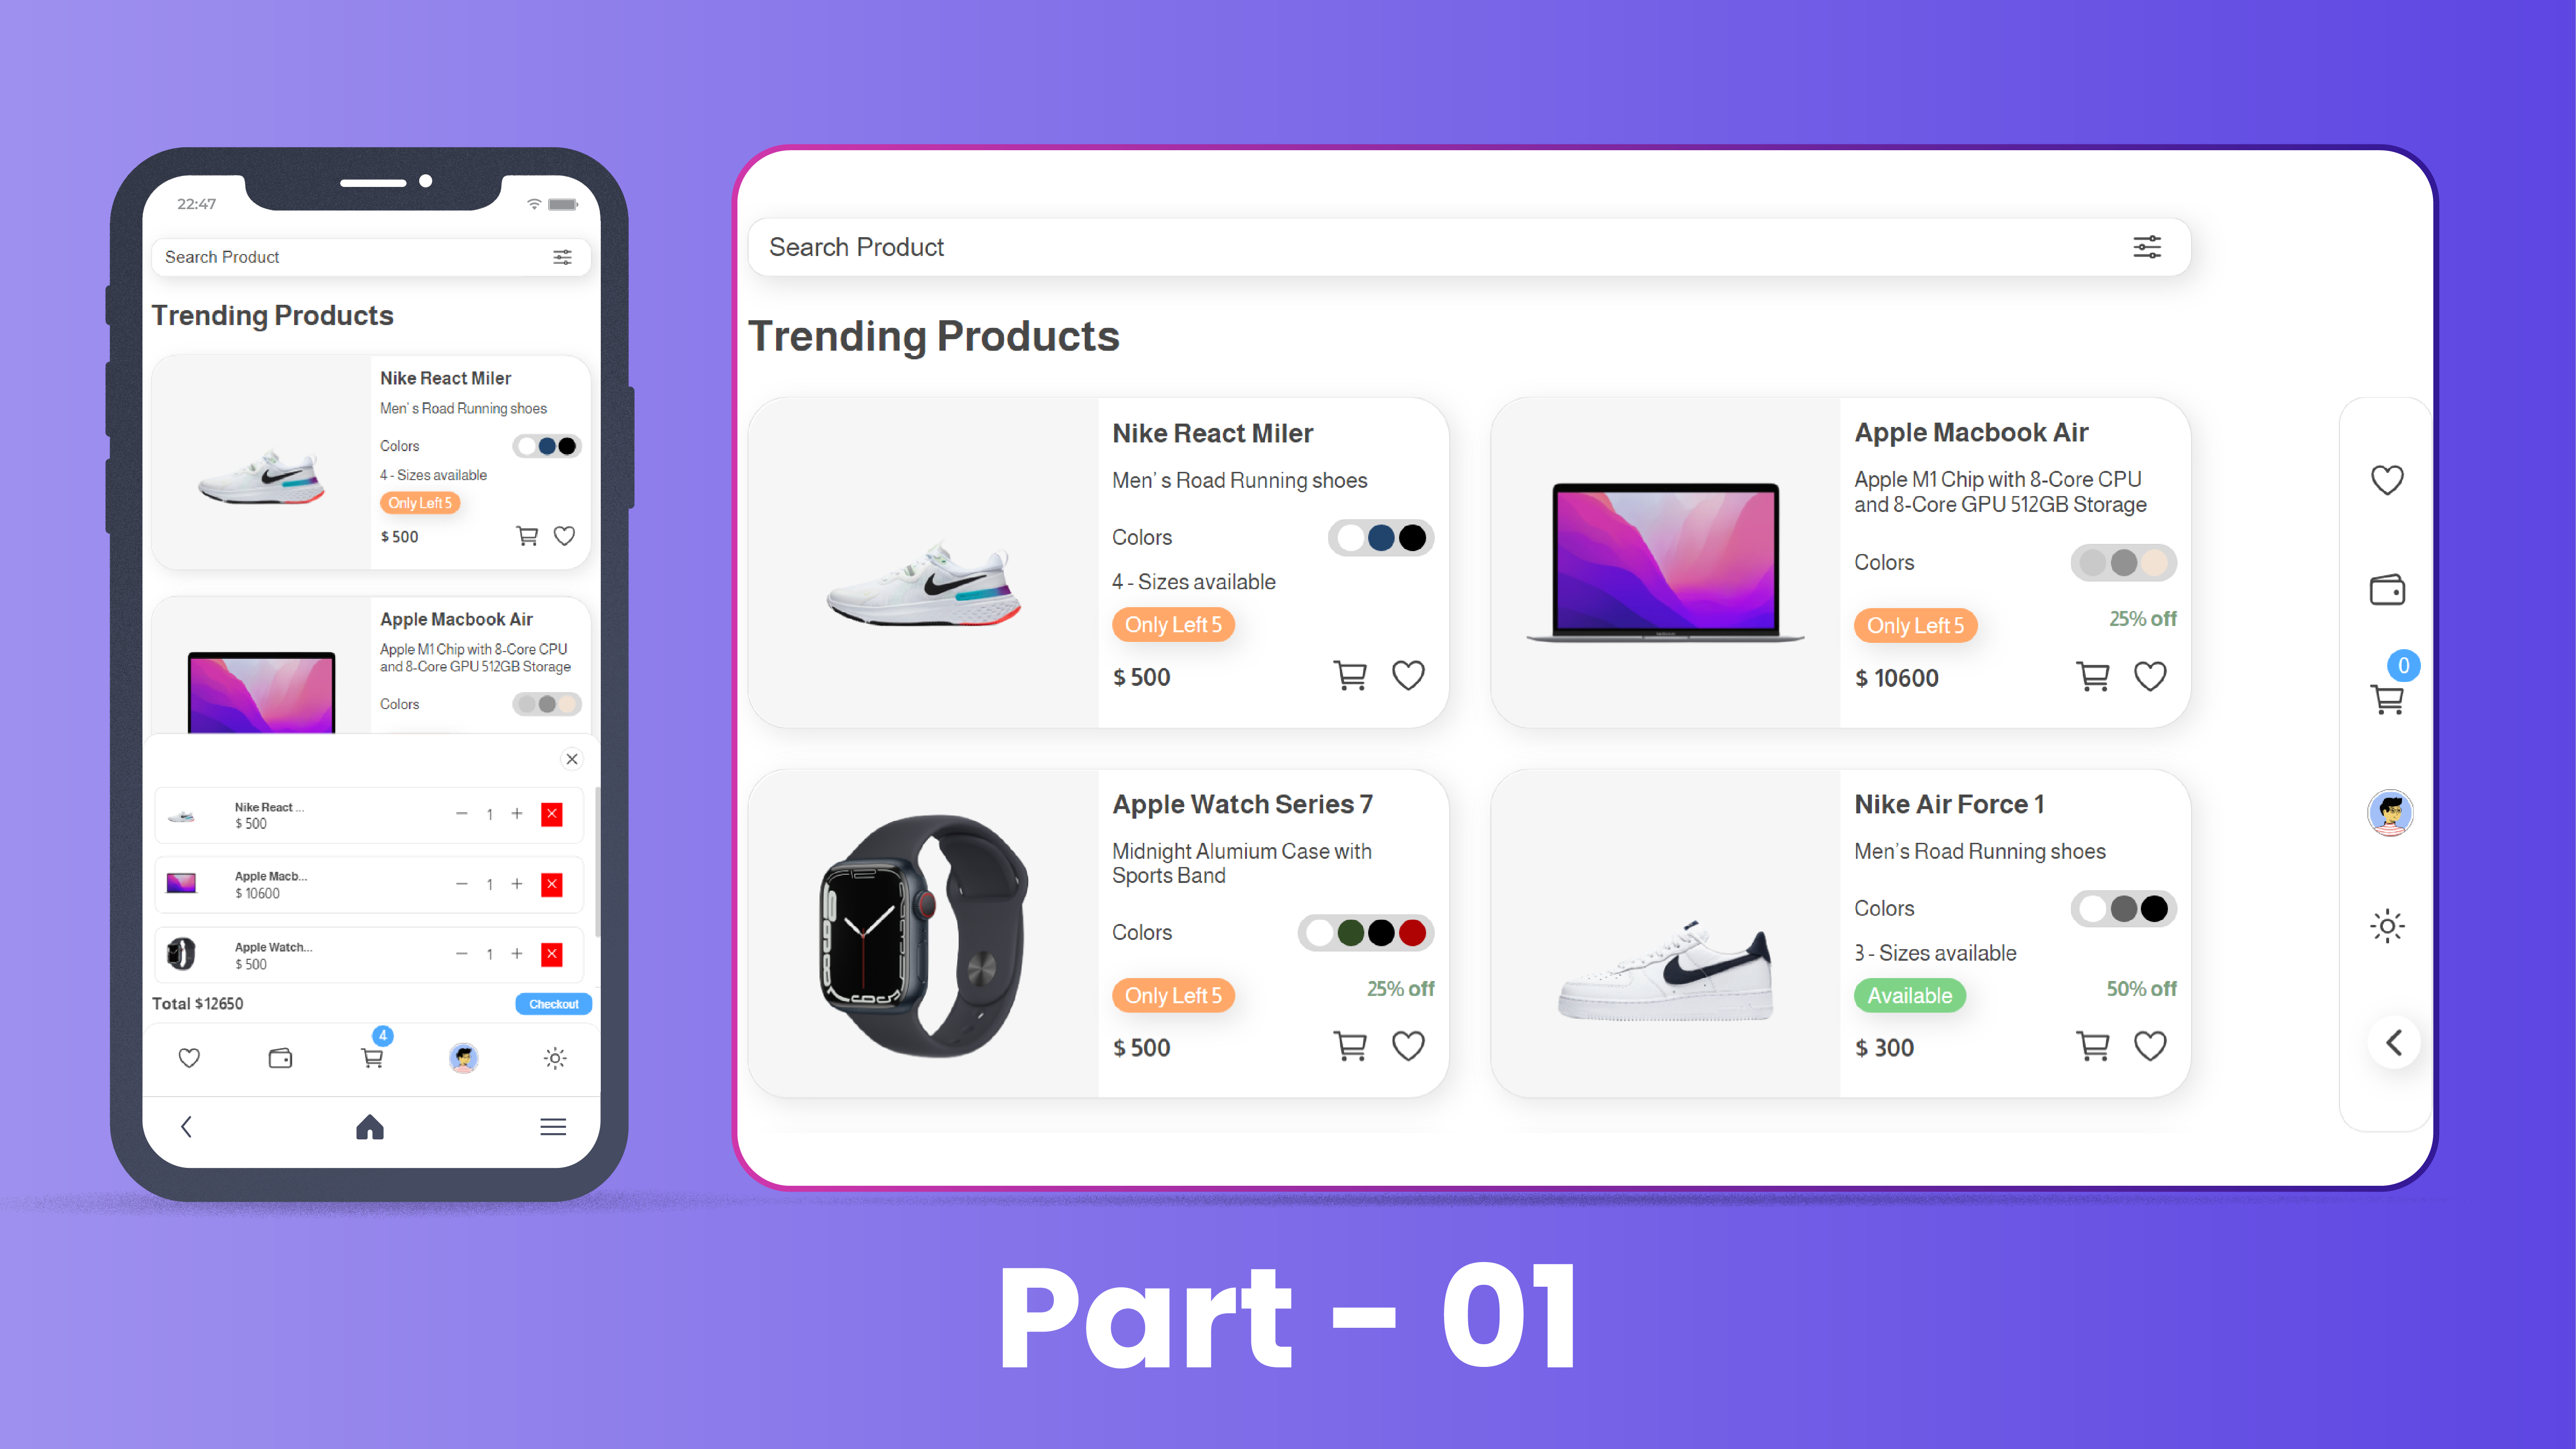 22:47
Search Product
Trending Products
Nike React Miler
Men' s Road Running shoes
Colors
4 - Sizes available
Only Left 5
$ 500
Apple Macbook Air
Apple M1 Chip with 8-Core CPU
and 8-Core GPU 512GB Storage
Colors
Nike React ...
$ 500
1
Apple Macb...
$ 10600
1
Apple Watch...
$ 500
1
Total $12650
Checkout
4
Search Product
Trending Products
Nike React Miler
Men' s Road Running shoes
Colors
4 - Sizes available
Only Left 5
$ 500
Apple Macbook Air
Apple M1 Chip with 8-Core CPU
and 8-Core GPU 512GB Storage
Colors
Only Left 5
25% off
$ 10600
Apple Watch Series 7
Midnight Alumium Case with
Sports Band
Colors
Only Left 5
25% off
$ 500
Nike Air Force 1
Men's Road Running shoes
Colors
3 - Sizes available
Available
50% off
$ 300
0
Part - 01